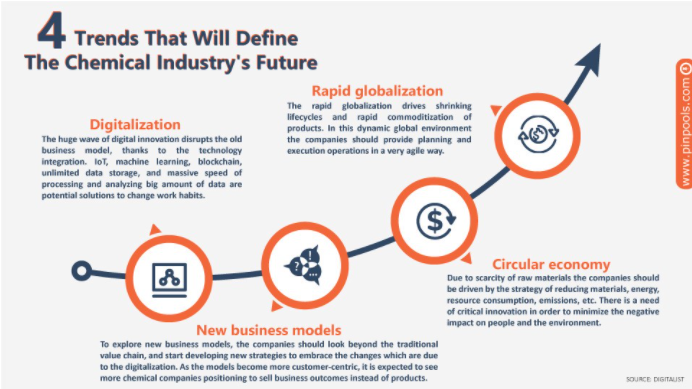 4 Trends That Will Define
The Chemical Industry's Future
Digitalization
The huge wave of digital innovation disrupts the old
business model, thanks to the technology
integration. IoT, machine learning, blockchain,
unlimited data storage, and massive speed of
processing and analyzing big amount of data are
potential solutions to change work habits.
Rapid globalization
The rapid globalization drives shrinking
lifecycles and rapid commoditization of
products. In this dynamic global environment
the companies should provide planning and
execution operations in a very agile way.
www.pinpools.com
$
!
?
...
$
Circular economy
Due to scarcity of raw materials the companies should
be driven by the strategy of reducing materials, energy,
resource consumption, emissions, etc. There is a need
of critical innovation in order to minimize the negative
impact on people and the environment.
New business models
To explore new business models, the companies should look beyond the traditional
value chain, and start developing new strategies to embrace the changes which are due
to the digitalization. As the models become more customer-centric, it is expected to see
more chemical companies positioning to sell business outcomes instead of products.
SOURCE: DIGITALIST